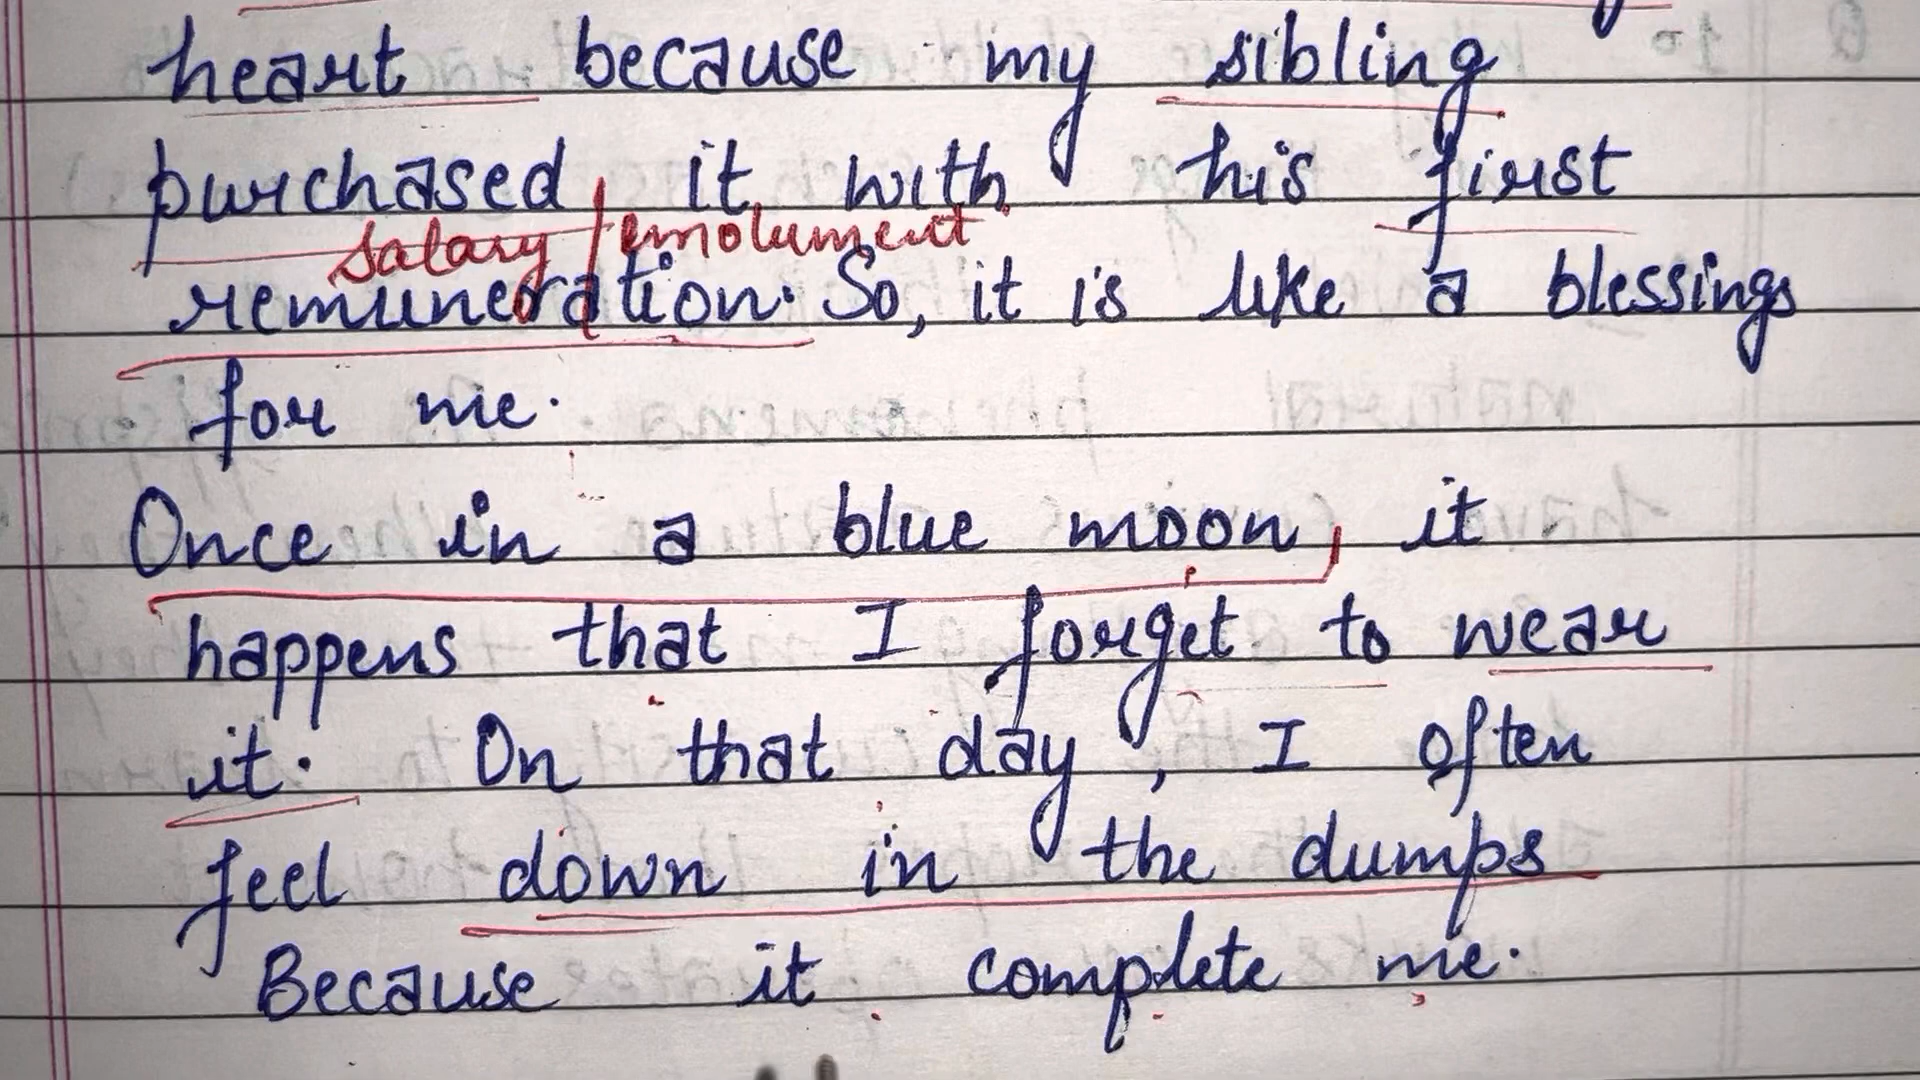 heart because my sibling
purchased it with his first
salary / emolument
remuneration. So, it is like a blessings
for me.
Once in a blue moon, it
happens that I forget to wear
it. On that day, I often
feel down in the dumps
Because it complete me.